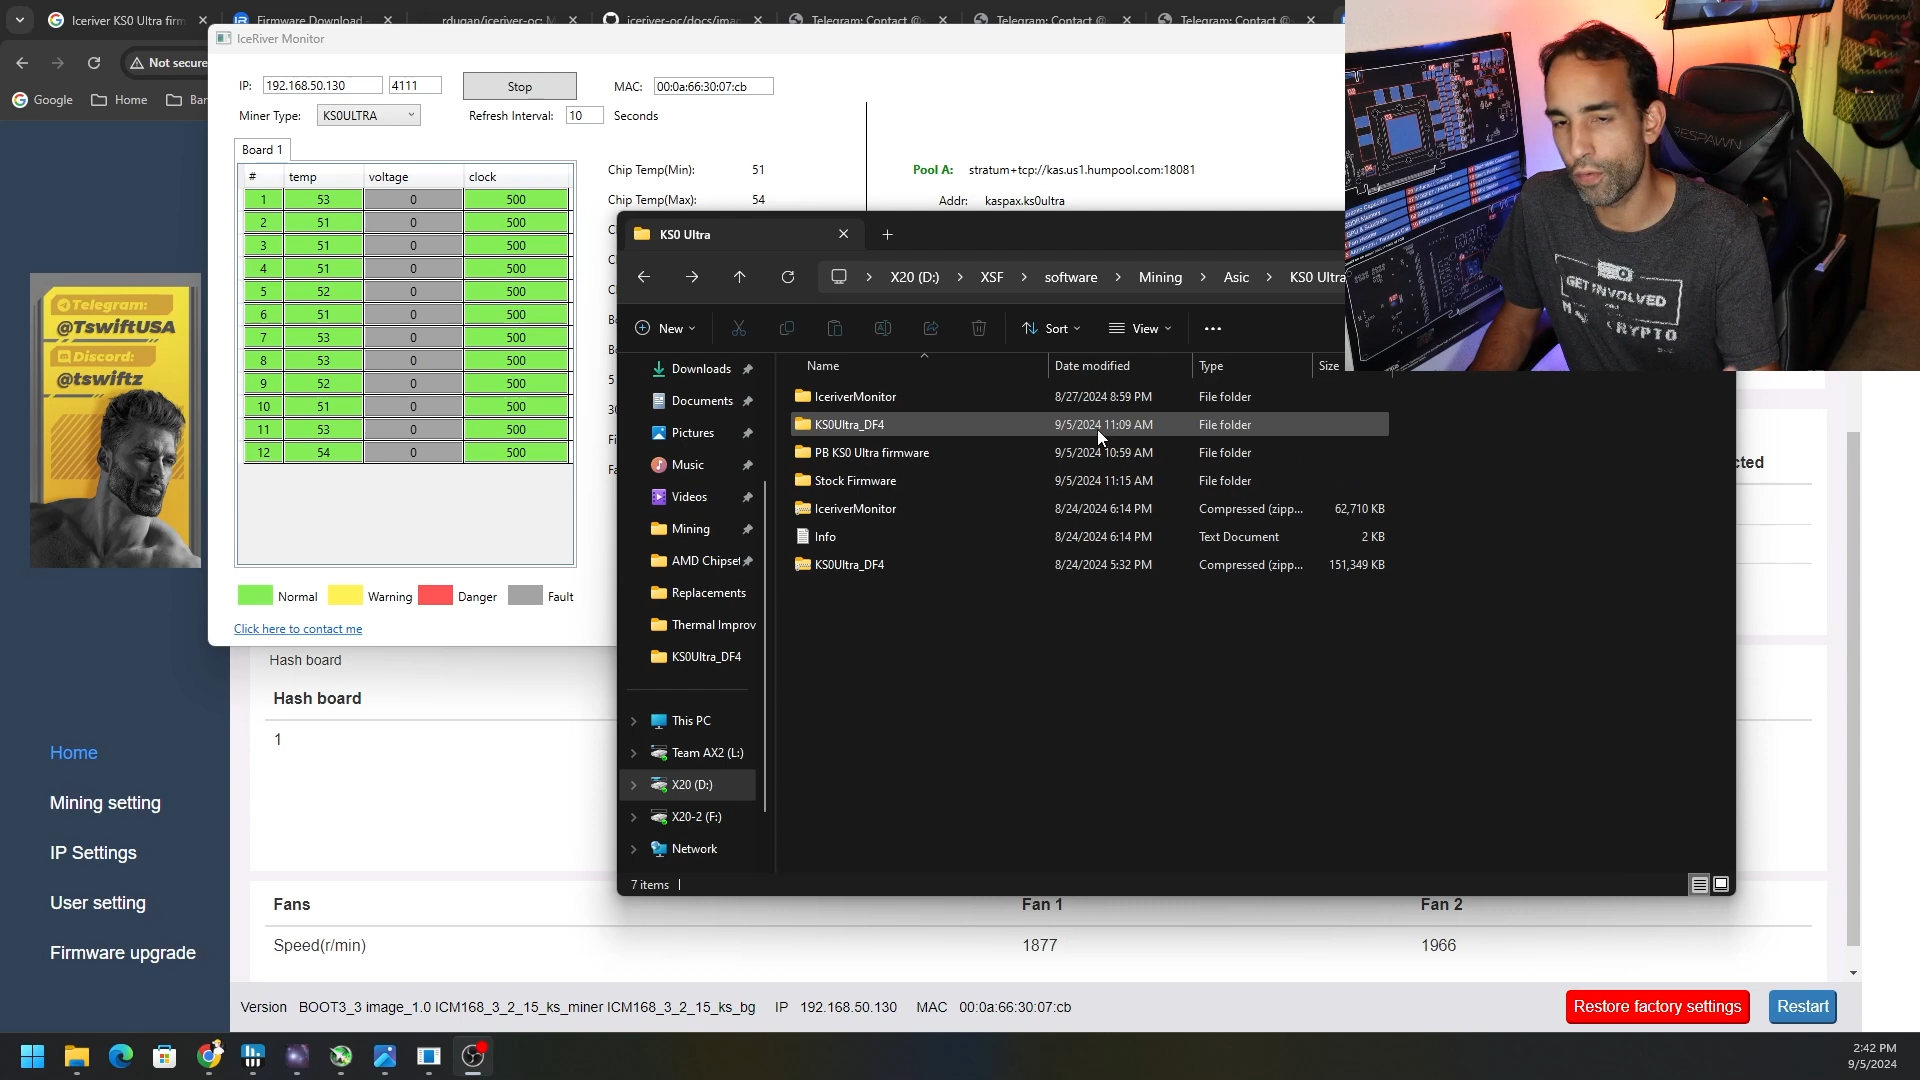 Iceriver KS0 Ultra firm
Firmware Download -
rdugan/iceriver-oc: M
iceriver-oc/docs/ima
Telegram: Contact @
Telegram: Contact @
Telegram: Contact @
Not secure
Google
Home
Bar
IceRiver Monitor
IP:
192.168.50.130
4111
Stop
MAC:
00:0a:66:30:07:cb
Miner Type:
KS0ULTRA
Refresh Interval:
10
Seconds
Board 1
# temp voltage clock
1 53 0 500
2 51 0 500
3 51 0 500
4 51 0 500
5 52 0 500
6 51 0 500
7 53 0 500
8 53 0 500
9 52 0 500
10 51 0 500
11 53 0 500
12 54 0 500
Chip Temp(Min): 51
Chip Temp(Max): 54
Pool A: stratum+tcp://kas.us1.humpool.com:18081
Addr: kaspax.ks0ultra
Normal
Warning
Danger
Fault
Click here to contact me
KS0 Ultra
X20 (D:)
XSF
software
Mining
Asic
KS0 Ultra
New
Sort
View
Downloads
Documents
Pictures
Music
Videos
Mining
AMD Chipset
Replacements
Thermal Improv
KS0Ultra_DF4
This PC
Team AX2 (L:)
X20 (D:)
X20-2 (F:)
Network
Name Date modified Type Size
IceriverMonitor 8/27/2024 8:59 PM File folder
KS0Ultra_DF4 9/5/2024 11:09 AM File folder
PB KS0 Ultra firmware 9/5/2024 10:59 AM File folder
Stock Firmware 9/5/2024 11:15 AM File folder
IceriverMonitor 8/24/2024 6:14 PM Compressed (zipp... 62,710 KB
Info 8/24/2024 6:14 PM Text Document 2 KB
KS0Ultra_DF4 8/24/2024 5:32 PM Compressed (zipp... 151,349 KB
7 items
Telegram:
@TswiftUSA
Discord:
@tswiftz
GET INVOLVED
RESPAWN
cted
Home
Mining setting
IP Settings
User setting
Firmware upgrade
Hash board
Hash board
1
Fans Fan 1 Fan 2
Speed(r/min) 1877 1966
Version BOOT3_3 image_1.0 ICM168_3_2_15_ks_miner ICM168_3_2_15_ks_bg IP 192.168.50.130 MAC 00:0a:66:30:07:cb
Restore factory settings
Restart
2:42 PM
9/5/2024